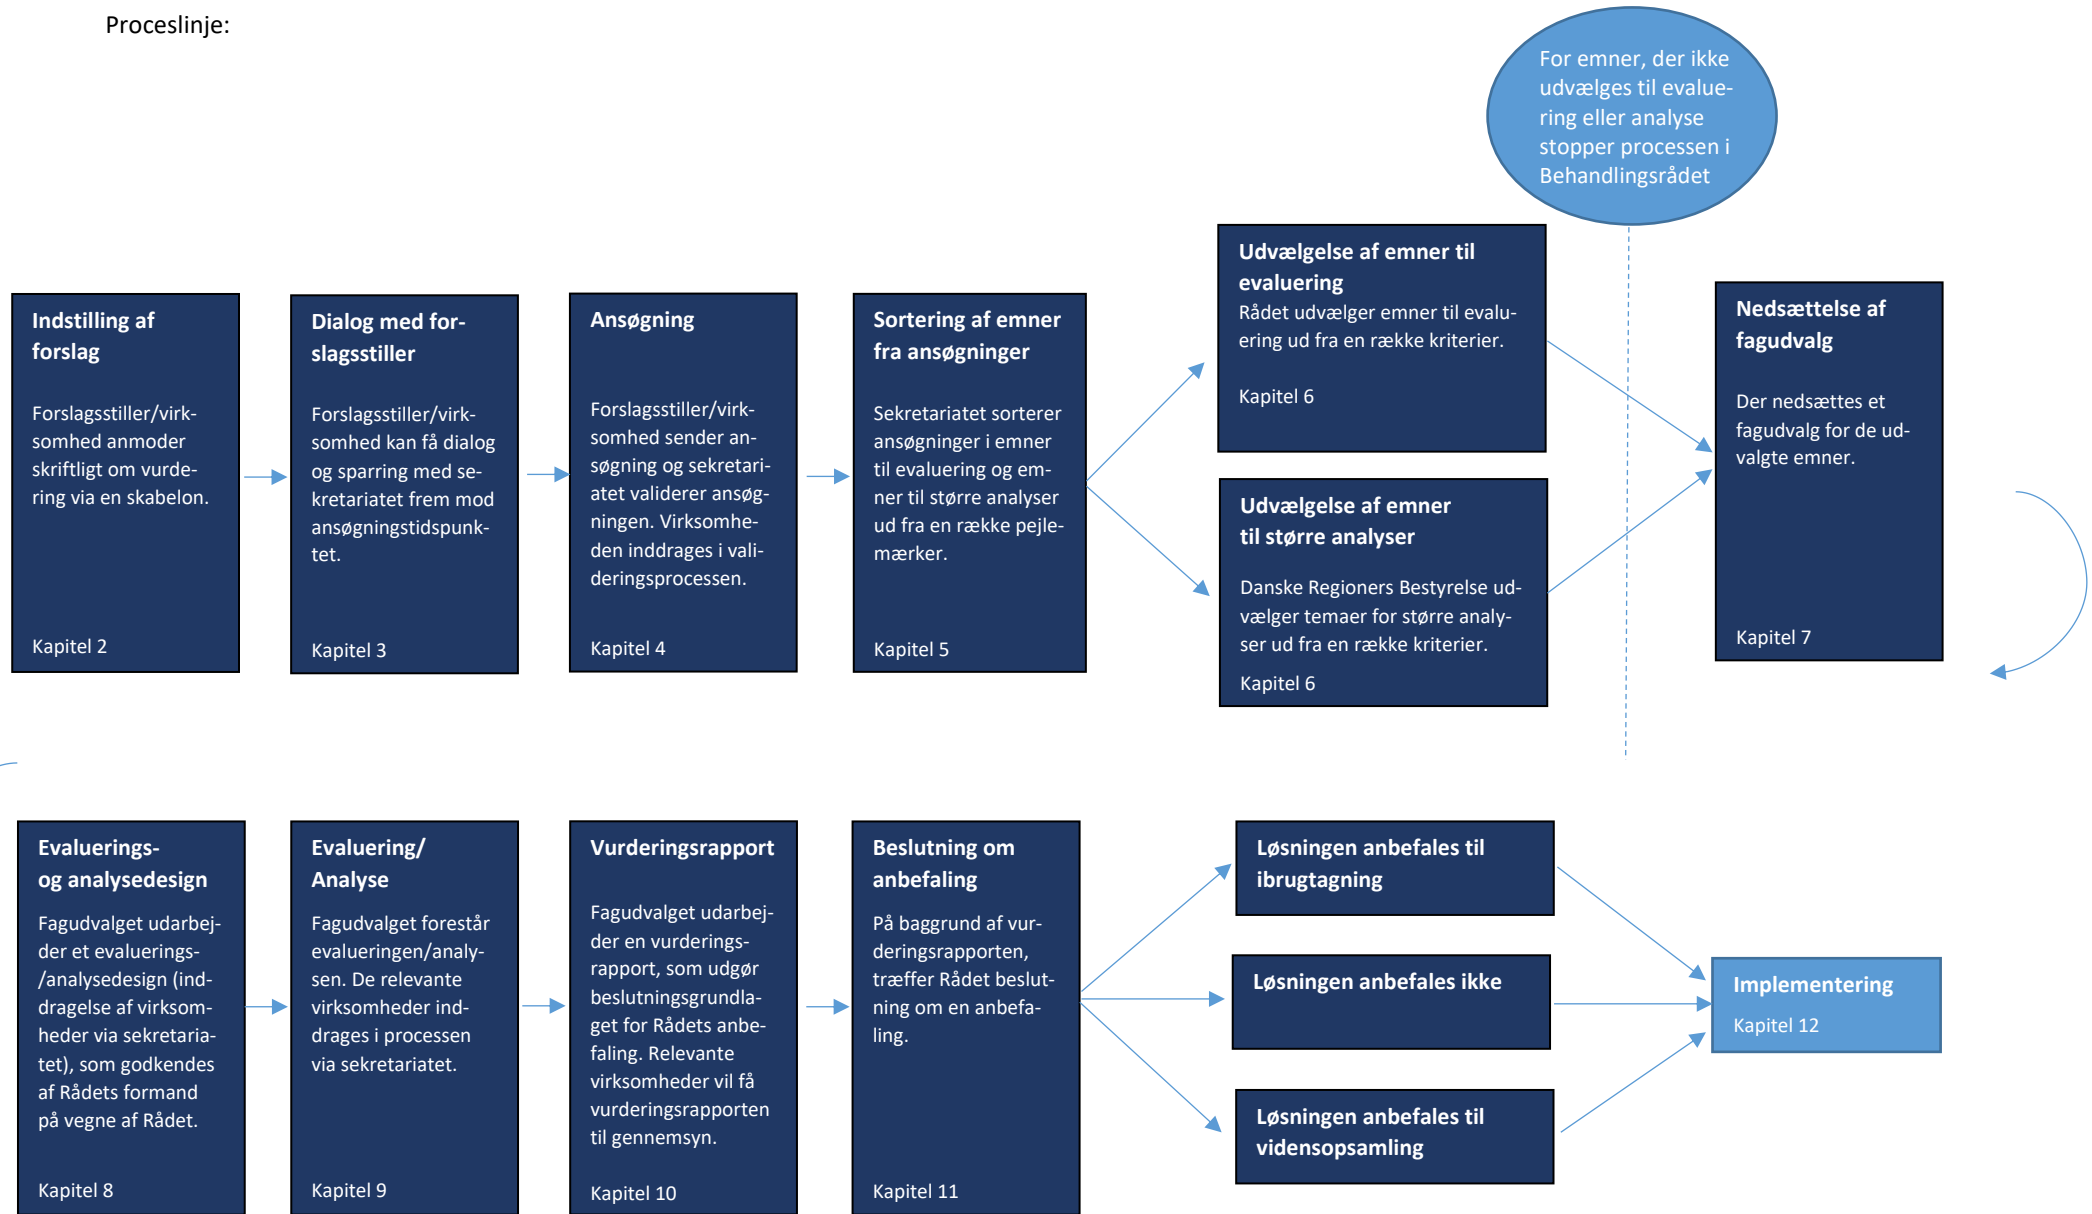 Proceslinje:
For emner, der ikke
udvælges til evalue-
ring eller analyse
stopper processen i
Behandlingsrådet
Indstilling af
forslag
Forslagsstiller/virk-
somhed anmoder
skriftligt om vurde-
ring via en skabelon.
Kapitel 2
Dialog med for-
slagsstiller
Forslagsstiller/virk-
somhed kan få dialog
og sparring med se-
kretariatet frem mod
ansøgningstidspunk-
tet.
Kapitel 3
Ansøgning
Forslagsstiller/virk-
somhed sender an-
søgning og sekretari-
atet validerer ansøg-
ningen. Virksomhe-
den inddrages i vali-
deringsprocessen.
Kapitel 4
Sortering af emner
fra ansøgninger
Sekretariatet sorterer
ansøgninger i emner
til evaluering og em-
ner til større analyser
ud fra en række pejle-
mærker.
Kapitel 5
Udvælgelse af emner til
evaluering
Rådet udvælger emner til evalu-
ering ud fra en række kriterier.
Kapitel 6
Udvælgelse af emner
til større analyser
Danske Regioners Bestyrelse ud-
vælger temaer for større analy-
ser ud fra en række kriterier.
Kapitel 6
Nedsættelse af
fagudvalg
Der nedsættes et
fagudvalg for de ud-
valgte emner.
Kapitel 7
Evaluerings-
og analysedesign
Fagudvalget udarbej-
der et evaluerings-
/analysedesign (ind-
dragelse af virksom-
heder via sekretaria-
tet), som godkendes
af Rådets formand
på vegne af Rådet.
Kapitel 8
Evaluering/
Analyse
Fagudvalget forestår
evalueringen/analy-
sen. De relevante
virksomheder ind-
drages i processen
via sekretariatet.
Kapitel 9
Vurderingsrapport
Fagudvalget udarbej-
der en vurderings-
rapport, som udgør
beslutningsgrundla-
get for Rådets anbe-
faling. Relevante
virksomheder vil få
vurderingsrapporten
til gennemsyn.
Kapitel 10
Beslutning om
anbefaling
På baggrund af vur-
deringsrapporten,
træffer Rådet beslut-
ning om en anbefa-
ling.
Kapitel 11
Løsningen anbefales til
ibrugtagning
Løsningen anbefales ikke
Løsningen anbefales til
vidensopsamling
Implementering
Kapitel 12